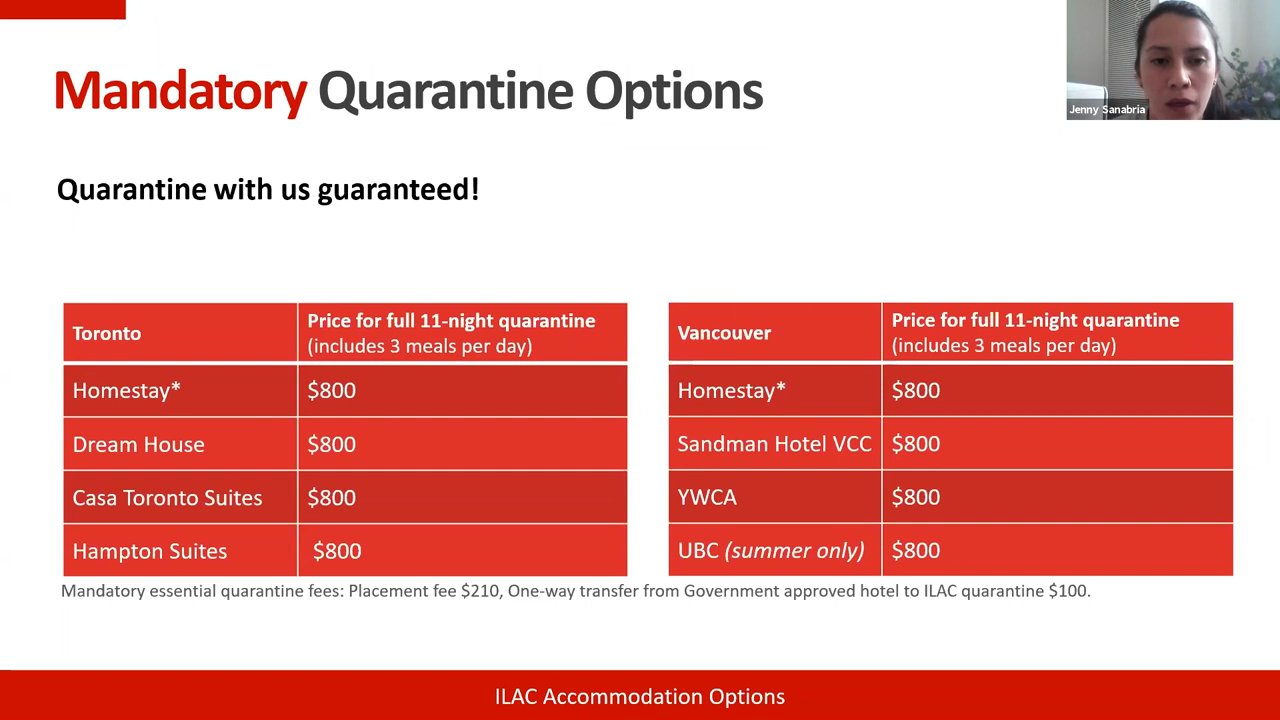 Mandatory Quarantine Options
Jenny Sanabria
Quarantine with us guaranteed!
Toronto
Price for full 11-night quarantine
(includes 3 meals per day)
Homestay* $800
Dream House $800
Casa Toronto Suites $800
Hampton Suites $800
Vancouver
Price for full 11-night quarantine
(includes 3 meals per day)
Homestay* $800
Sandman Hotel VCC $800
YWCA $800
UBC (summer only) $800
Mandatory essential quarantine fees: Placement fee $210, One-way transfer from Government approved hotel to ILAC quarantine $100.
ILAC Accommodation Options